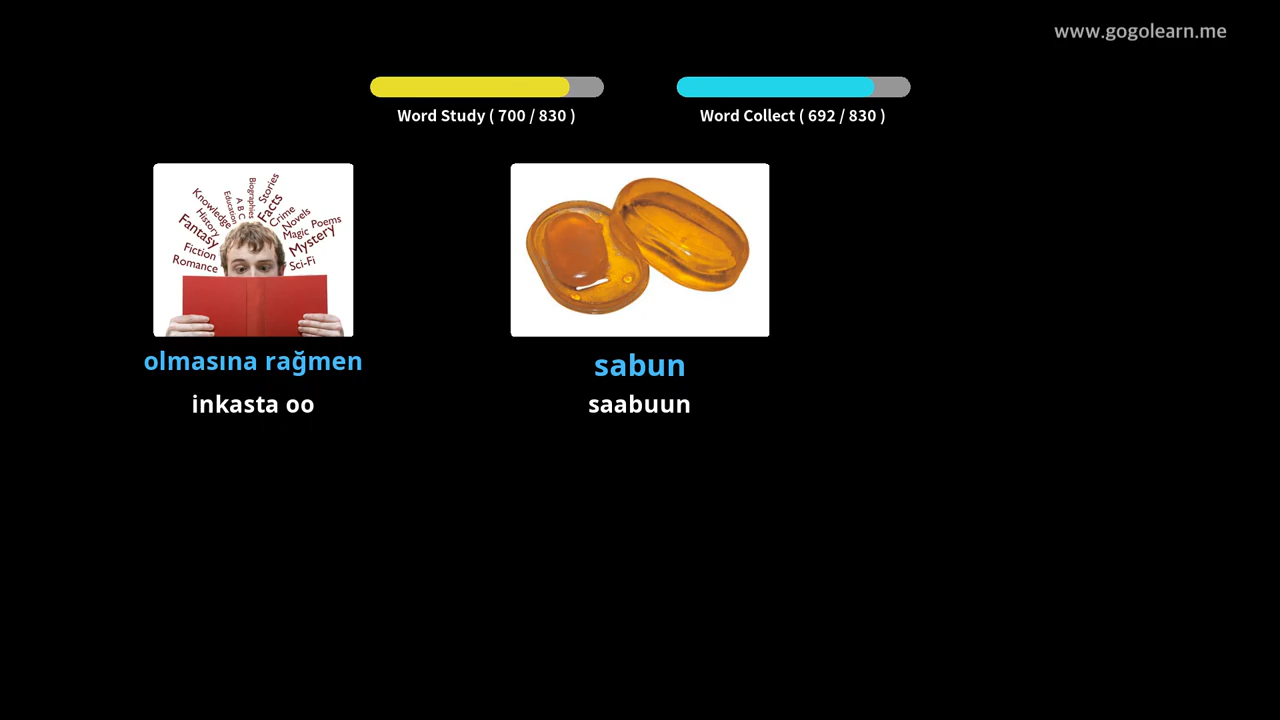 www.gogolearn.me
Word Study ( 700 / 830 )
Word Collect ( 692 / 830 )
Knowledge
History
Fantasy
Fiction
Romance
Education
A B C
Biographies
Stories
Facts
Crime
Novels
Magic Poems
Mystery
Sci-Fi
olmasına rağmen
inkasta oo
sabun
saabuun